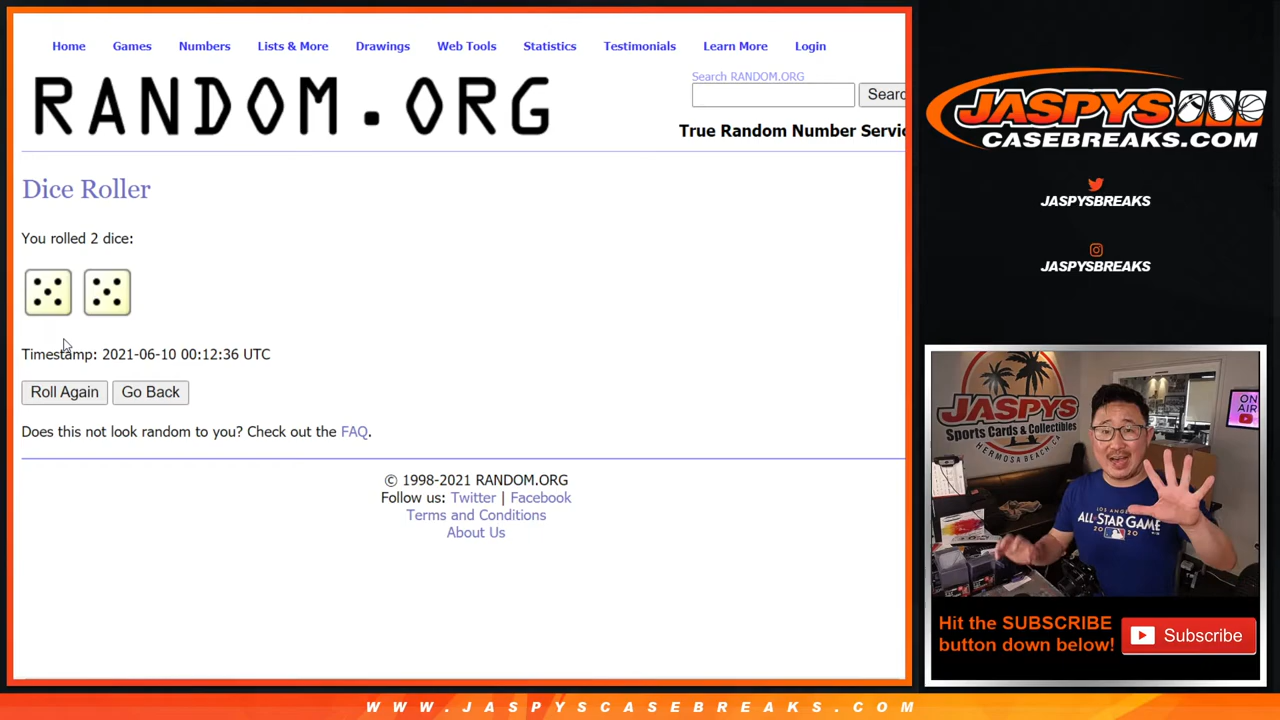 Home Games Numbers Lists & More Drawings Web Tools Statistics Testimonials Learn More Login
RANDOM.ORG
Search RANDOM.ORG
Searc
True Random Number Servic
Dice Roller
You rolled 2 dice:
Timestamp: 2021-06-10 00:12:36 UTC
Roll Again Go Back
Does this not look random to you? Check out the FAQ.
© 1998-2021 RANDOM.ORG
Follow us: Twitter | Facebook
Terms and Conditions
About Us
JASPYS
CASEBREAKS.COM
JASPYSBREAKS
JASPYSBREAKS
JASPYS
Sports Cards & Collectibles
HERMOSA BEACH CA
ON
AIR
LOS ANGELES
ALL STAR GAME
2020
Hit the SUBSCRIBE
button down below!
Subscribe
WWW.JASPYSCASEBREAKS.COM